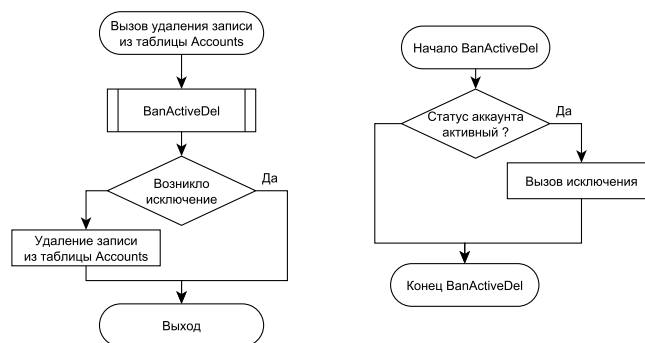 Вызов удаления записи
из таблицы Accounts
BanActiveDel
Возникло
исключение
Да
Удаление записи
из таблицы Accounts
Выход
Начало BanActiveDel
Статус аккаунта
активный ?
Да
Вызов исключения
Конец BanActiveDel